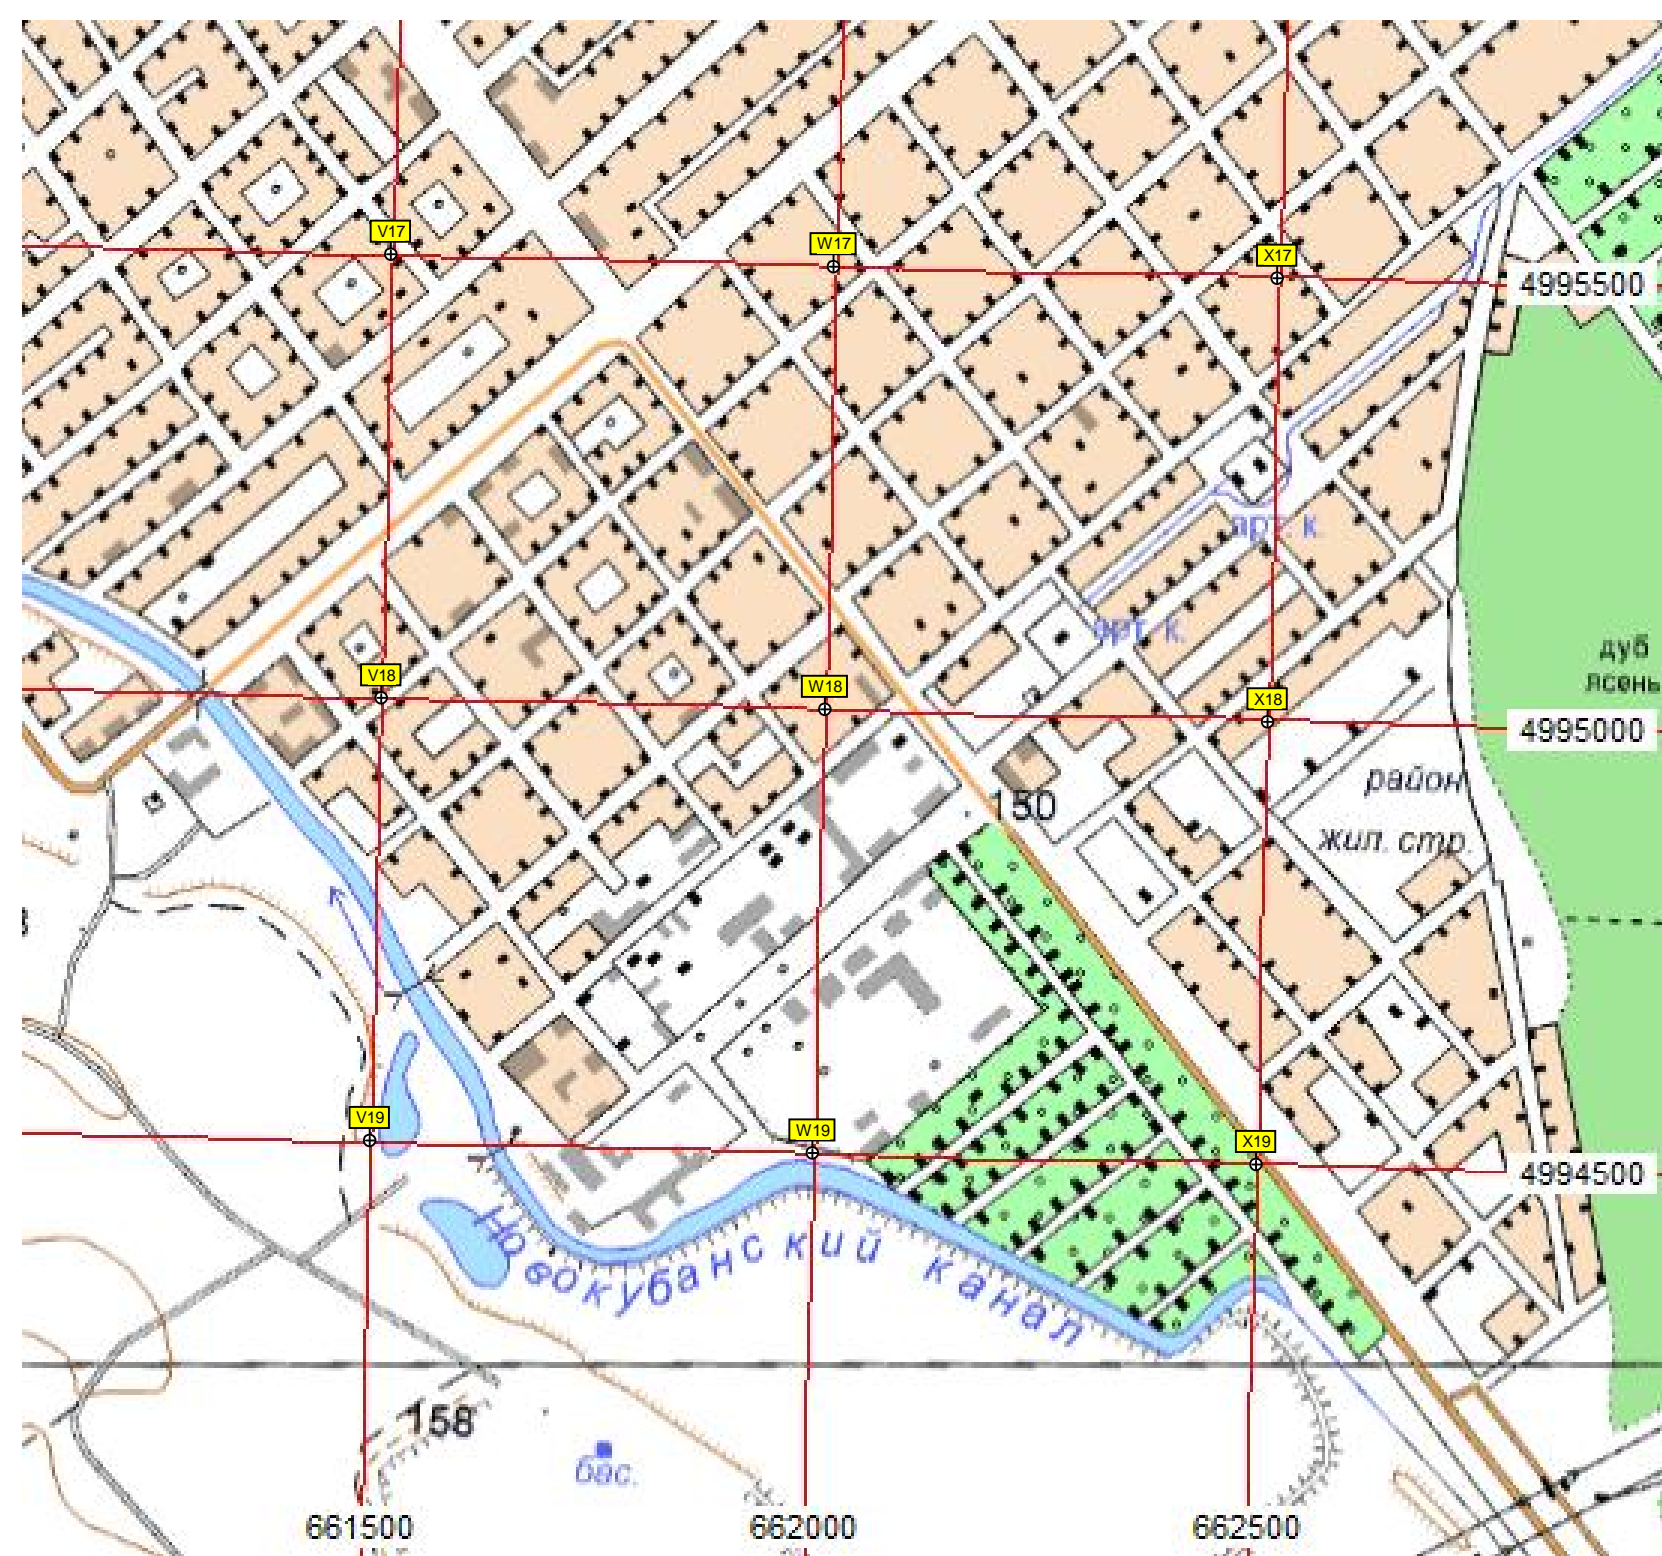 V17
W17
X17
4995500
арт. к.
арт. к.
дуб
ясень
V18
W18
X18
4995000
район
150
жил. стр.
V19
W19
X19
4994500
Новокубанский канал
158
бас.
661500
662000
662500